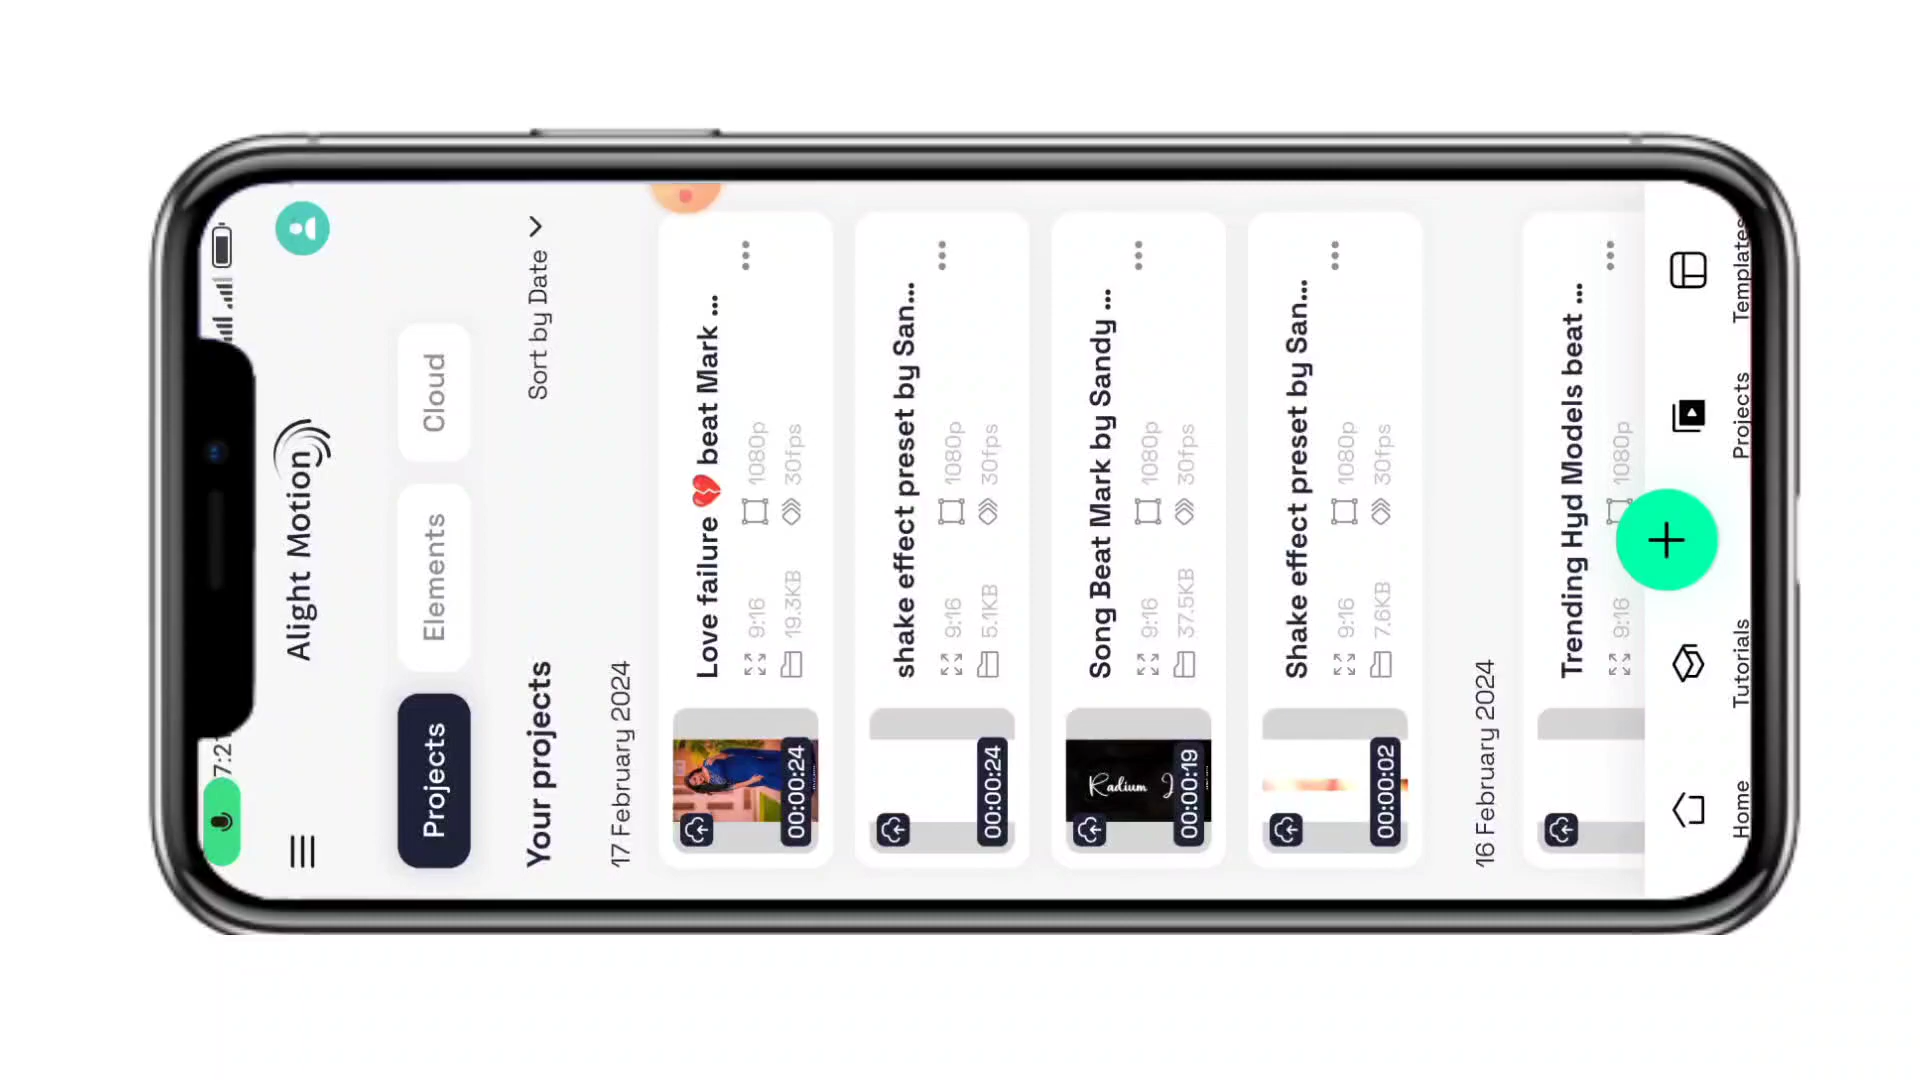 7:2
Alight Motion
Projects
Elements
Cloud
Your projects
Sort by Date
17 February 2024
Love failure 💔 beat Mark ...
9:16
1080p
19.3KB
30fps
00:00:24
shake effect preset by San...
9:16
1080p
5.1KB
30fps
00:00:24
Song Beat Mark by Sandy ...
9:16
1080p
37.5KB
30fps
Radium
00:00:19
Shake effect preset by San...
9:16
1080p
7.6KB
30fps
00:00:02
16 February 2024
Trending Hyd Models beat ...
9:16
1080p
Home
Tutorials
Projects
Templates